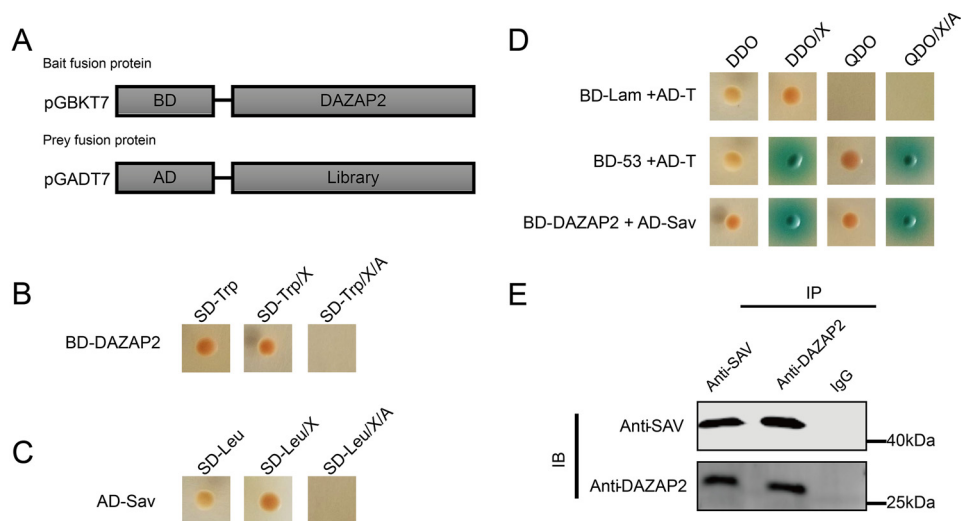 A
Bait fusion protein
pGBKT7 BD DAZAP2
Prey fusion protein
pGADT7 AD Library
B
SD-Trp SD-Trp/X SD-Trp/X/A
BD-DAZAP2
C
SD-Leu SD-Leu/X SD-Leu/X/A
AD-Sav
D
DDO DDO/X QDO QDO/X/A
BD-Lam +AD-T
BD-53 +AD-T
BD-DAZAP2 + AD-Sav
E
IP
Anti-SAV Anti-DAZAP2 IgG
IB
Anti-SAV 40kDa
Anti-DAZAP2 25kDa